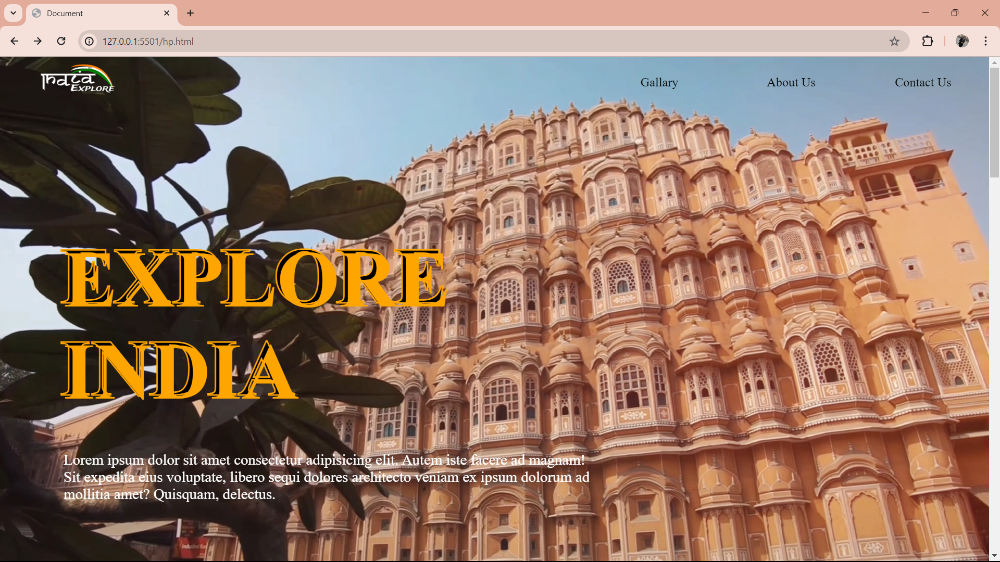 Document
127.0.0.1:5501/hp.html
India
EXPLORE
Gallary
About Us
Contact Us
EXPLORE
INDIA
Lorem ipsum dolor sit amet consectetur adipisicing elit. Autem iste facere ad magnam!
Sit expedita eius voluptate, libero sequi dolores architecto veniam ex ipsum dolorum ad
mollitia amet? Quisquam, delectus.